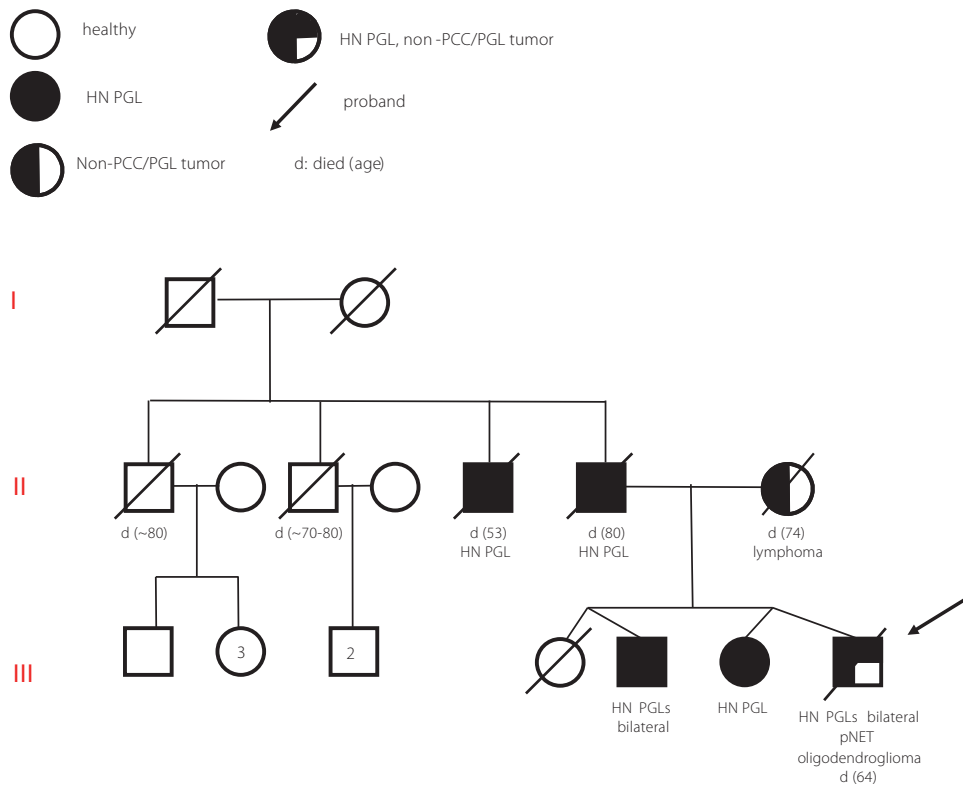 healthy
HN PGL, non-PCC/PGL tumor
HN PGL
proband
Non-PCC/PGL tumor
d: died (age)
I
II
d (~80)
d (~70-80)
d (53)
HN PGL
d (80)
HN PGL
d (74)
lymphoma
III
3
2
HN PGLs
bilateral
HN PGL
HN PGLs bilateral
pNET
oligodendroglioma
d (64)